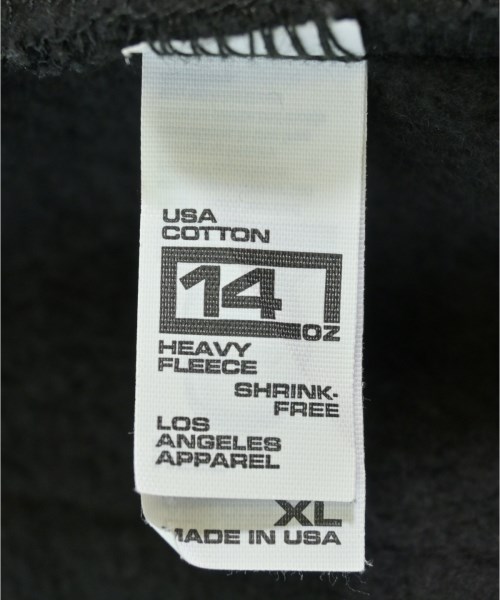 USA
COTTON
14
OZ
HEAVY
FLEECE
SHRINK-
FREE
LOS
ANGELES
APPAREL
XL
MADE IN USA